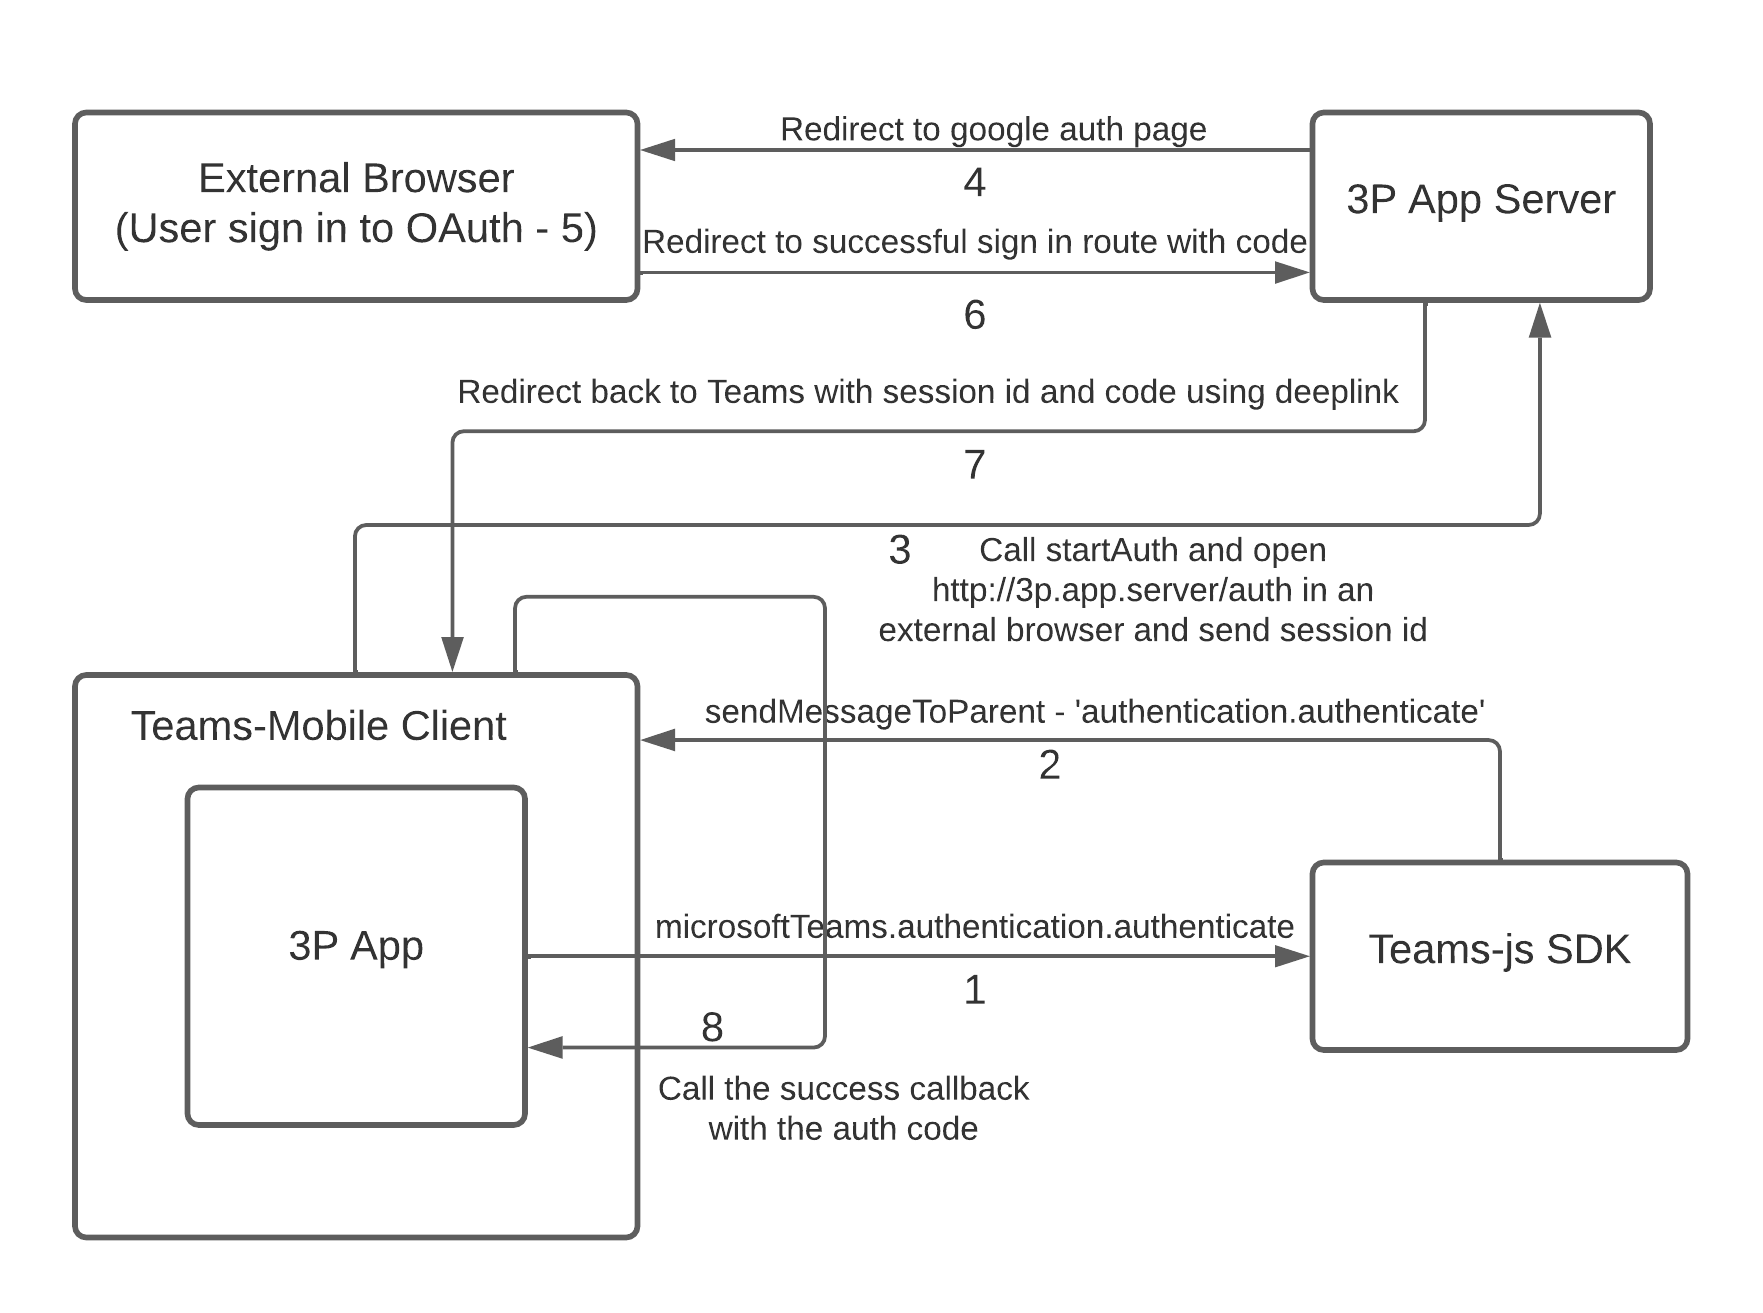 Redirect to google auth page
External Browser
(User sign in to OAuth - 5)
4
3P App Server
Redirect to successful sign in route with code
6
Redirect back to Teams with session id and code using deeplink
7
3
Call startAuth and open
http://3p.app.server/auth in an
external browser and send session id
Teams-Mobile Client
sendMessageToParent - 'authentication.authenticate'
2
3P App
microsoftTeams.authentication.authenticate
Teams-js SDK
1
8
Call the success callback
with the auth code